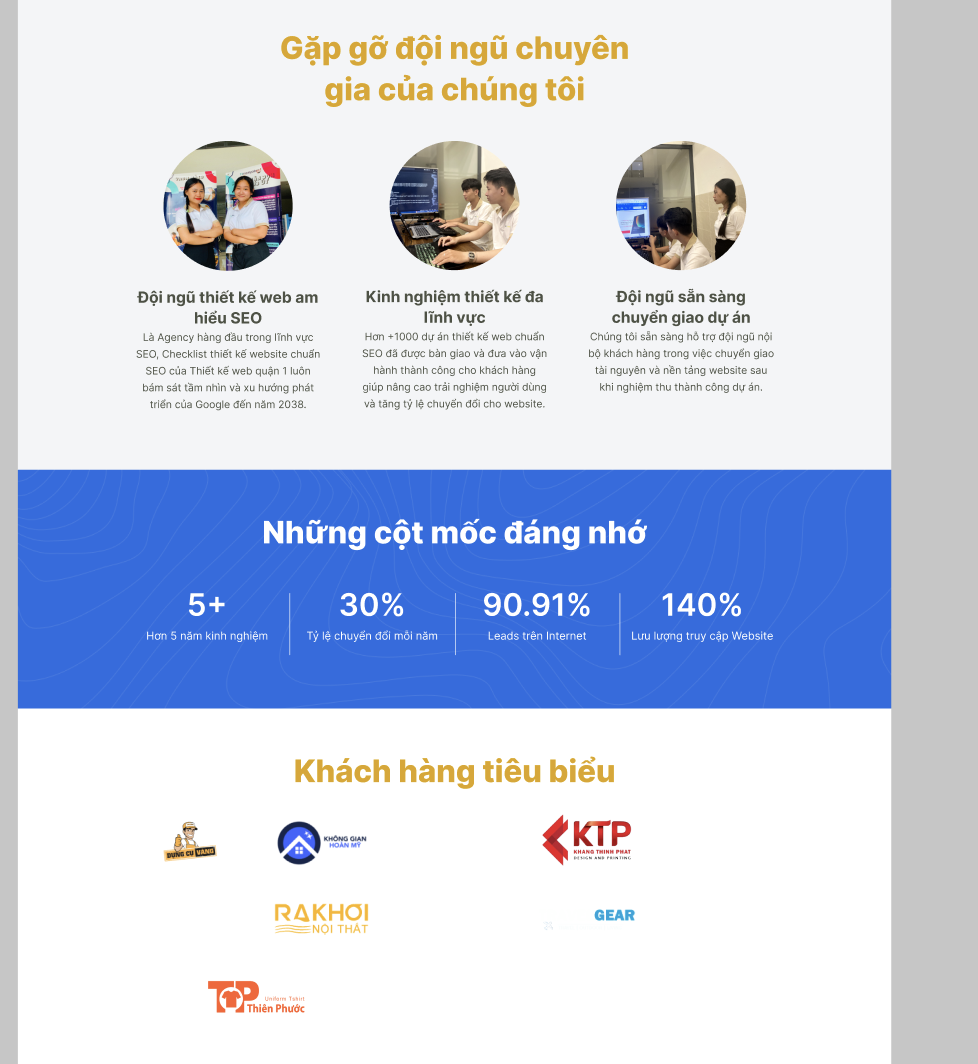 Gặp gỡ đội ngũ chuyên
gia của chúng tôi
Đội ngũ thiết kế web am
hiểu SEO
Là Agency hàng đầu trong lĩnh vực
SEO, Checklist thiết kế website chuẩn
SEO của Thiết kế web quận 1 luôn
bám sát tầm nhìn và xu hướng phát
triển của Google đến năm 2038.
Kinh nghiệm thiết kế đa
lĩnh vực
Hơn +1000 dự án thiết kế web chuẩn
SEO đã được bàn giao và đưa vào vận
hành thành công cho khách hàng
giúp nâng cao trải nghiệm người dùng
và tăng tỷ lệ chuyển đổi cho website.
Đội ngũ sẵn sàng
chuyển giao dự án
Chúng tôi sẵn sàng hỗ trợ đội ngũ nội
bộ khách hàng trong việc chuyển giao
tài nguyên và nền tảng website sau
khi nghiệm thu thành công dự án.
Những cột mốc đáng nhớ
5+
Hơn 5 năm kinh nghiệm
30%
Tỷ lệ chuyển đổi mỗi năm
90.91%
Leads trên Internet
140%
Lưu lượng truy cập Website
Khách hàng tiêu biểu
DỤNG CỤ VÀNG
KHÔNG GIAN
HOÀN MỸ
KTP
KHANG THINH PHAT
DESIGN AND PRINTING
RAKHƠI
NỘI THẤT
GEAR
TP
Uniform Tshirt
Thiên Phước